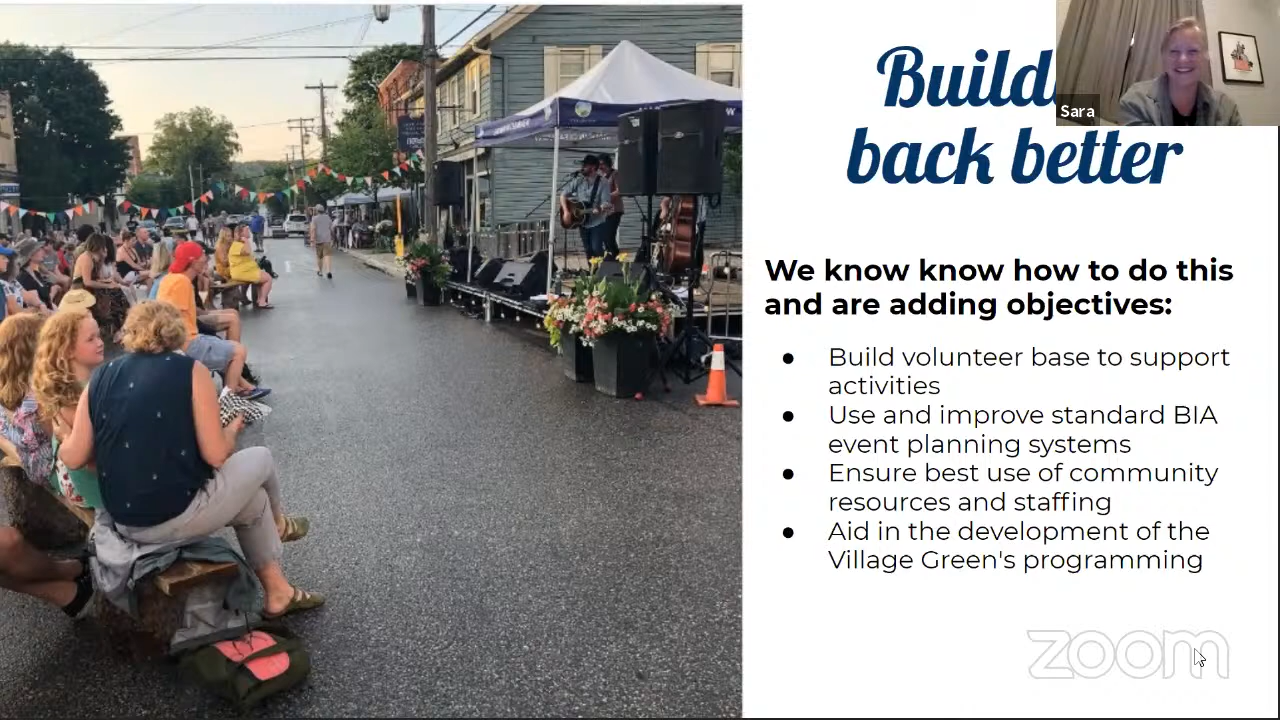 Build
back better
Sara
We know know how to do this
and are adding objectives:
● Build volunteer base to support
activities
● Use and improve standard BIA
event planning systems
● Ensure best use of community
resources and staffing
● Aid in the development of the
Village Green's programming
zoom